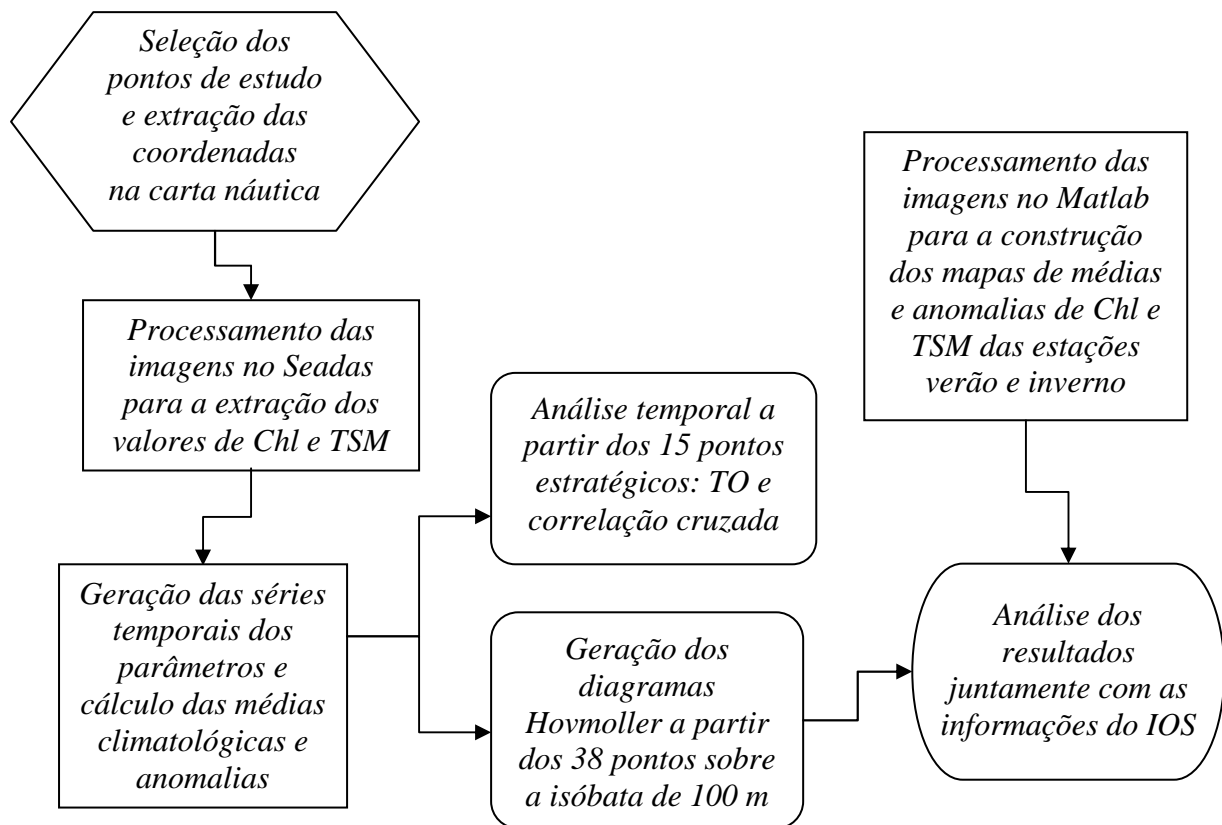 Seleção dos
pontos de estudo
e extração das
coordenadas
na carta náutica
Processamento das
imagens no Seadas
para a extração dos
valores de Chl e TSM
Geração das séries
temporais dos
parâmetros e
cálculo das médias
climatológicas e
anomalias
Análise temporal a
partir dos 15 pontos
estratégicos: TO e
correlação cruzada
Geração dos
diagramas
Hovmoller a partir
dos 38 pontos sobre
a isóbata de 100 m
Processamento das
imagens no Matlab
para a construção
dos mapas de médias
e anomalias de Chl e
TSM das estações
verão e inverno
Análise dos
resultados
juntamente com as
informações do IOS